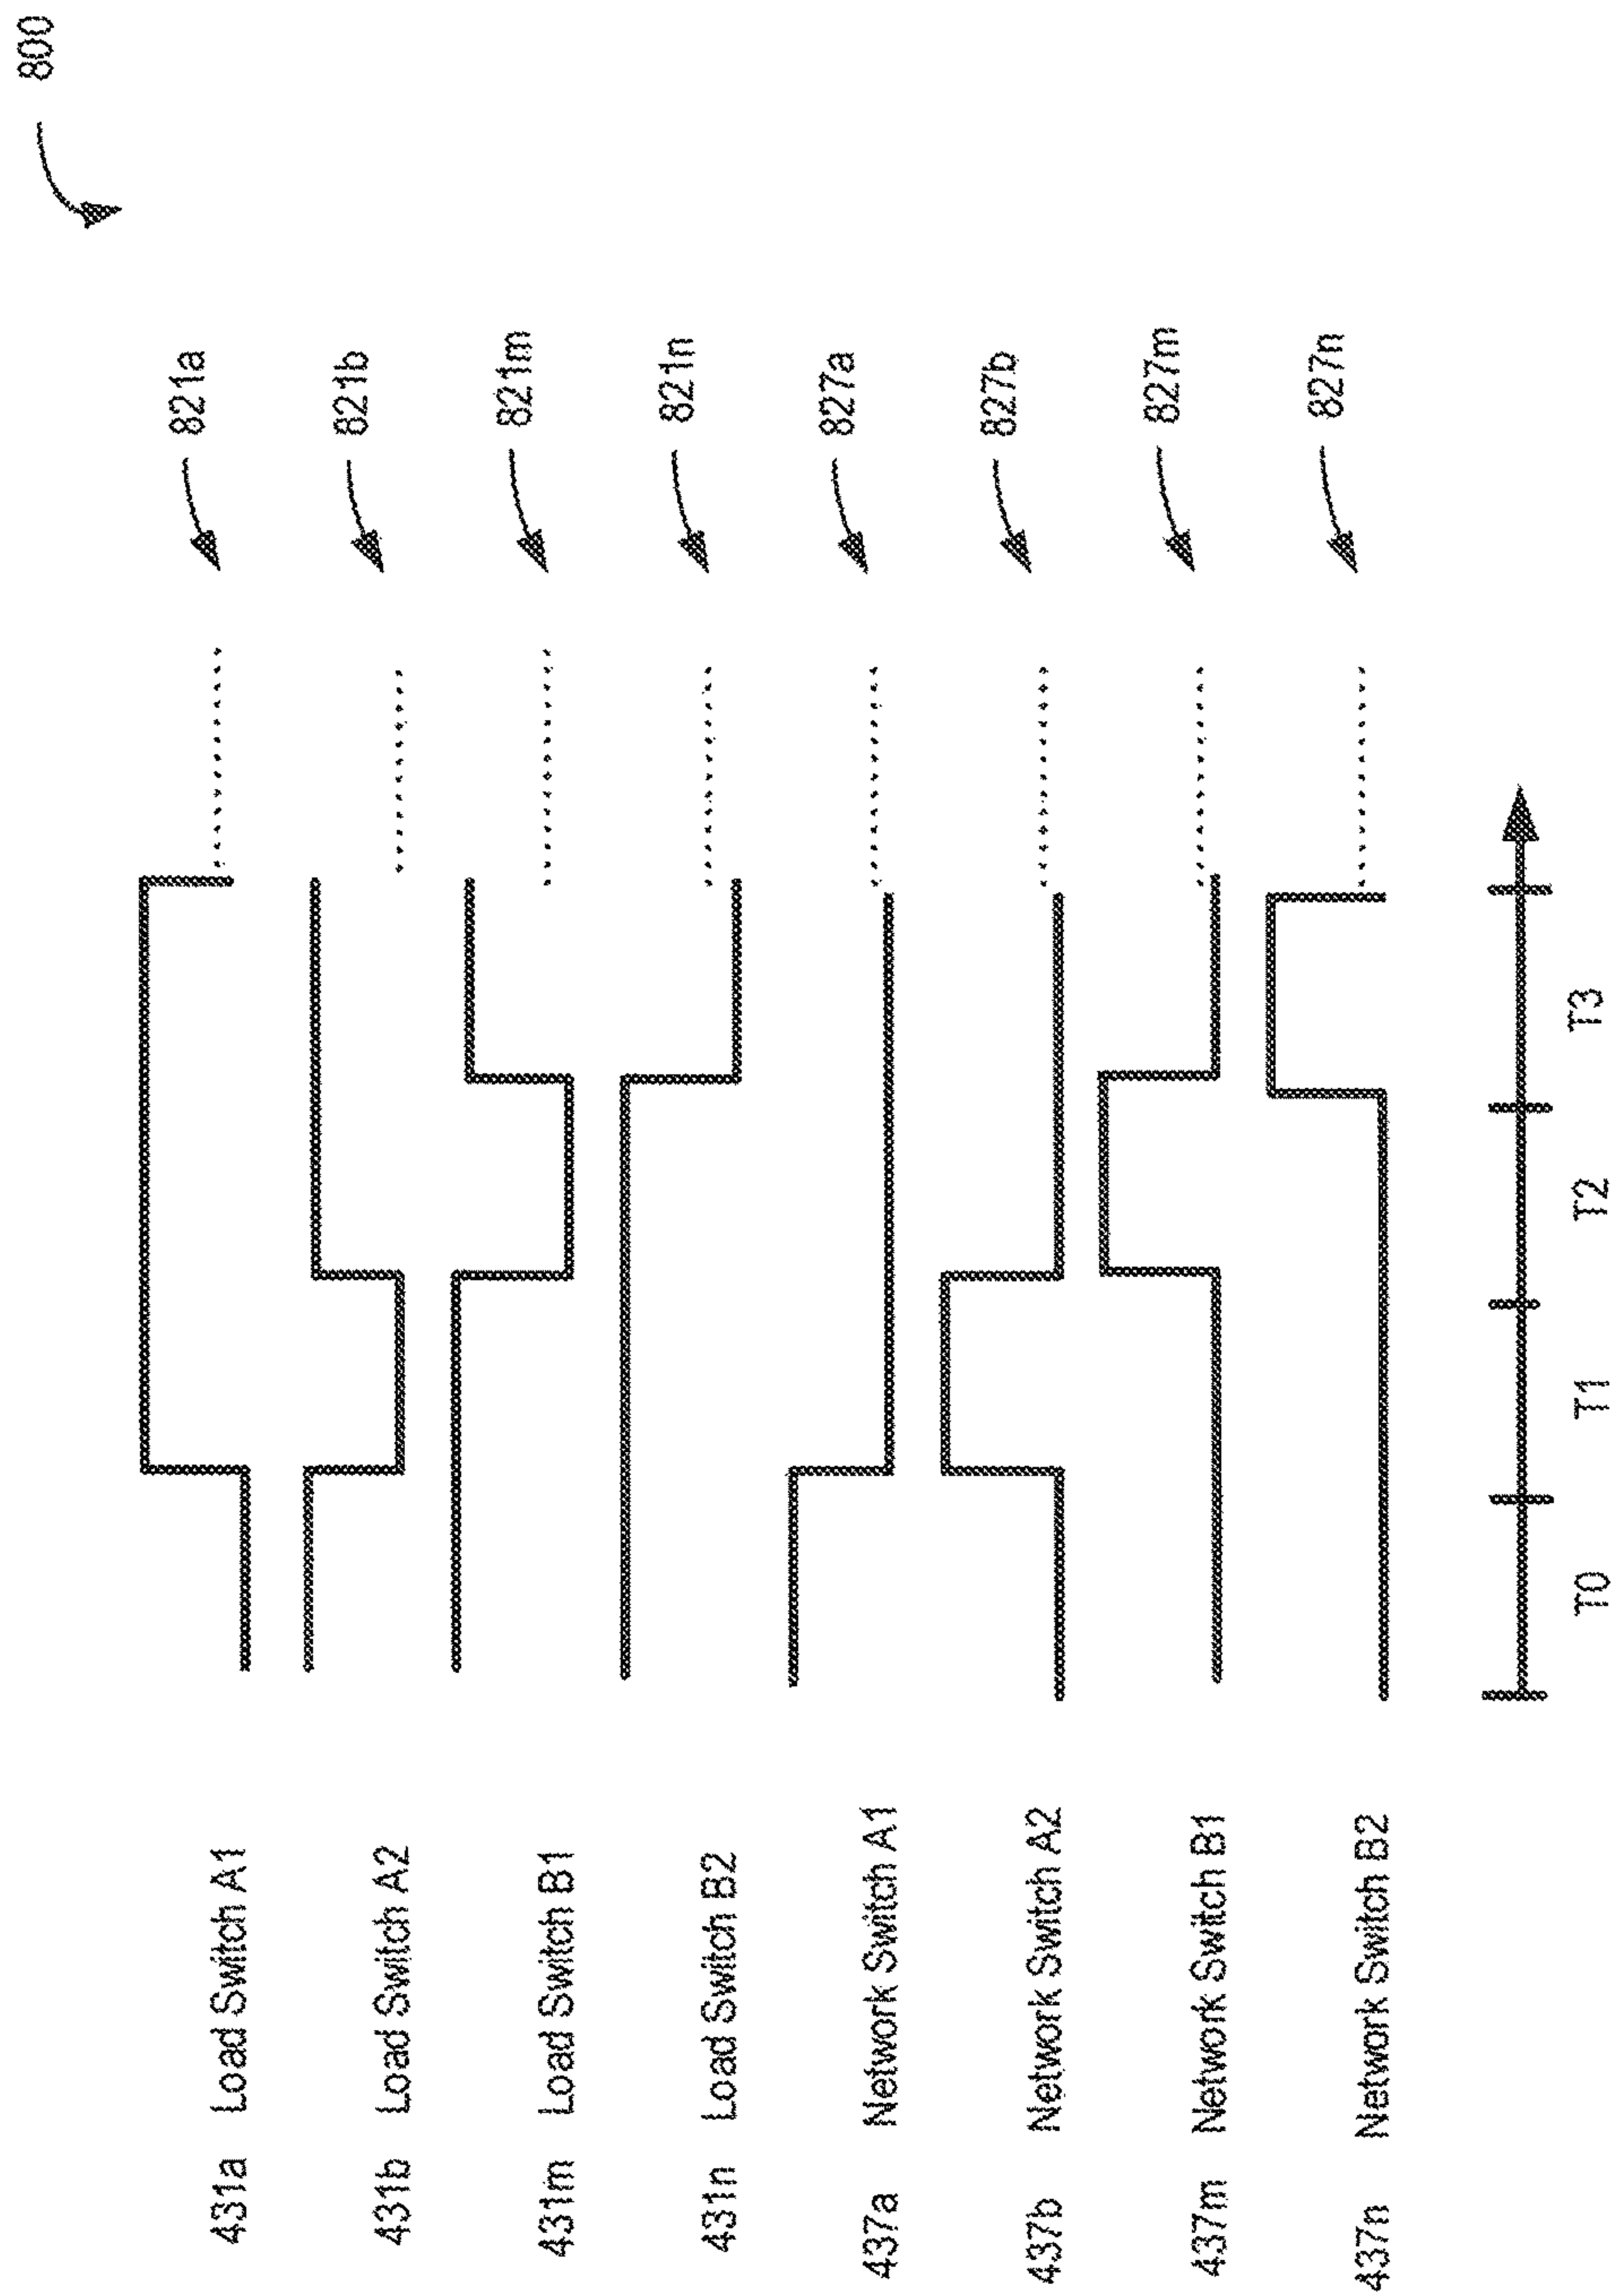 800
431a Load Switch A1 821a
431b Load Switch A2 821b
431m Load Switch B1 821m
431n Load Switch B2 821n
437a Network Switch A1 827a
437b Network Switch A2 827b
437m Network Switch B1 827m
437n Network Switch B2 827n
T0 T1 T2 T3